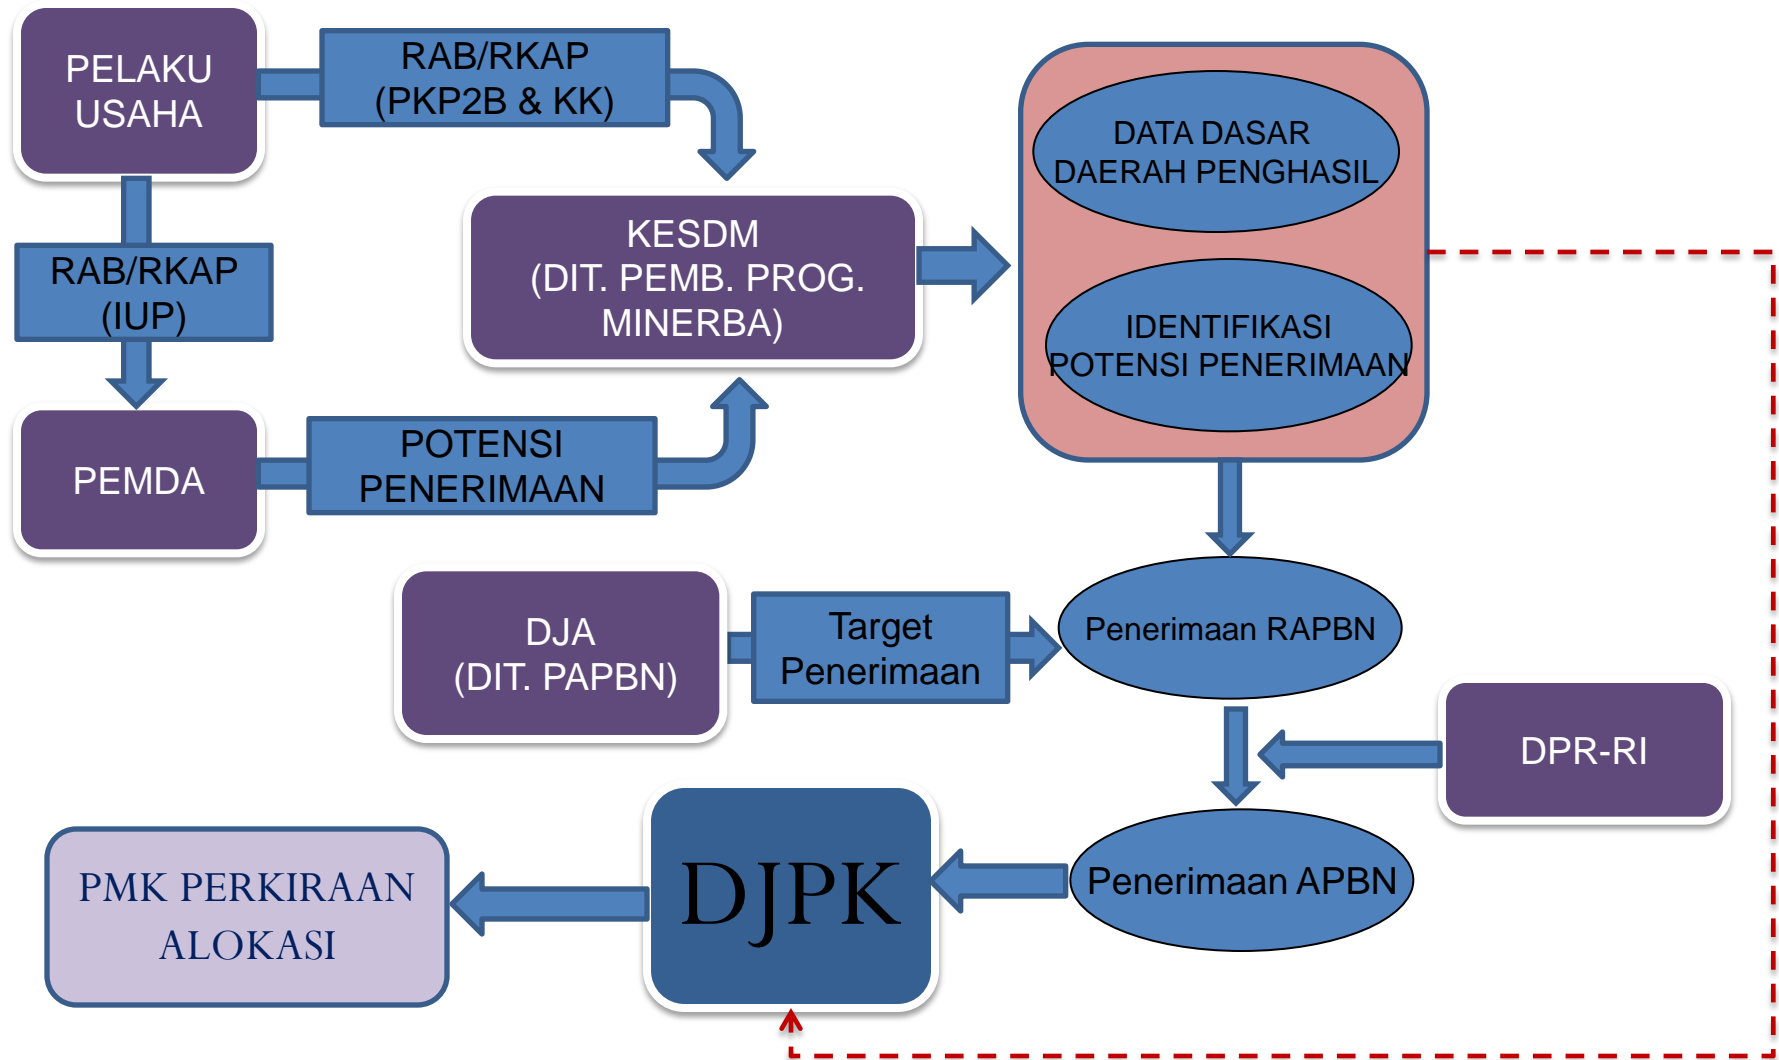 PELAKU
USAHA
RAB/RKAP
(PKP2B & KK)
RAB/RKAP
(IUP)
PEMDA
POTENSI
PENERIMAAN
KESDM
(DIT. PEMB. PROG.
MINERBA)
DATA DASAR
DAERAH PENGHASIL
IDENTIFIKASI
POTENSI PENERIMAAN
DJA
(DIT. PAPBN)
Target
Penerimaan
Penerimaan RAPBN
DPR-RI
Penerimaan APBN
DJPK
PMK PERKIRAAN
ALOKASI